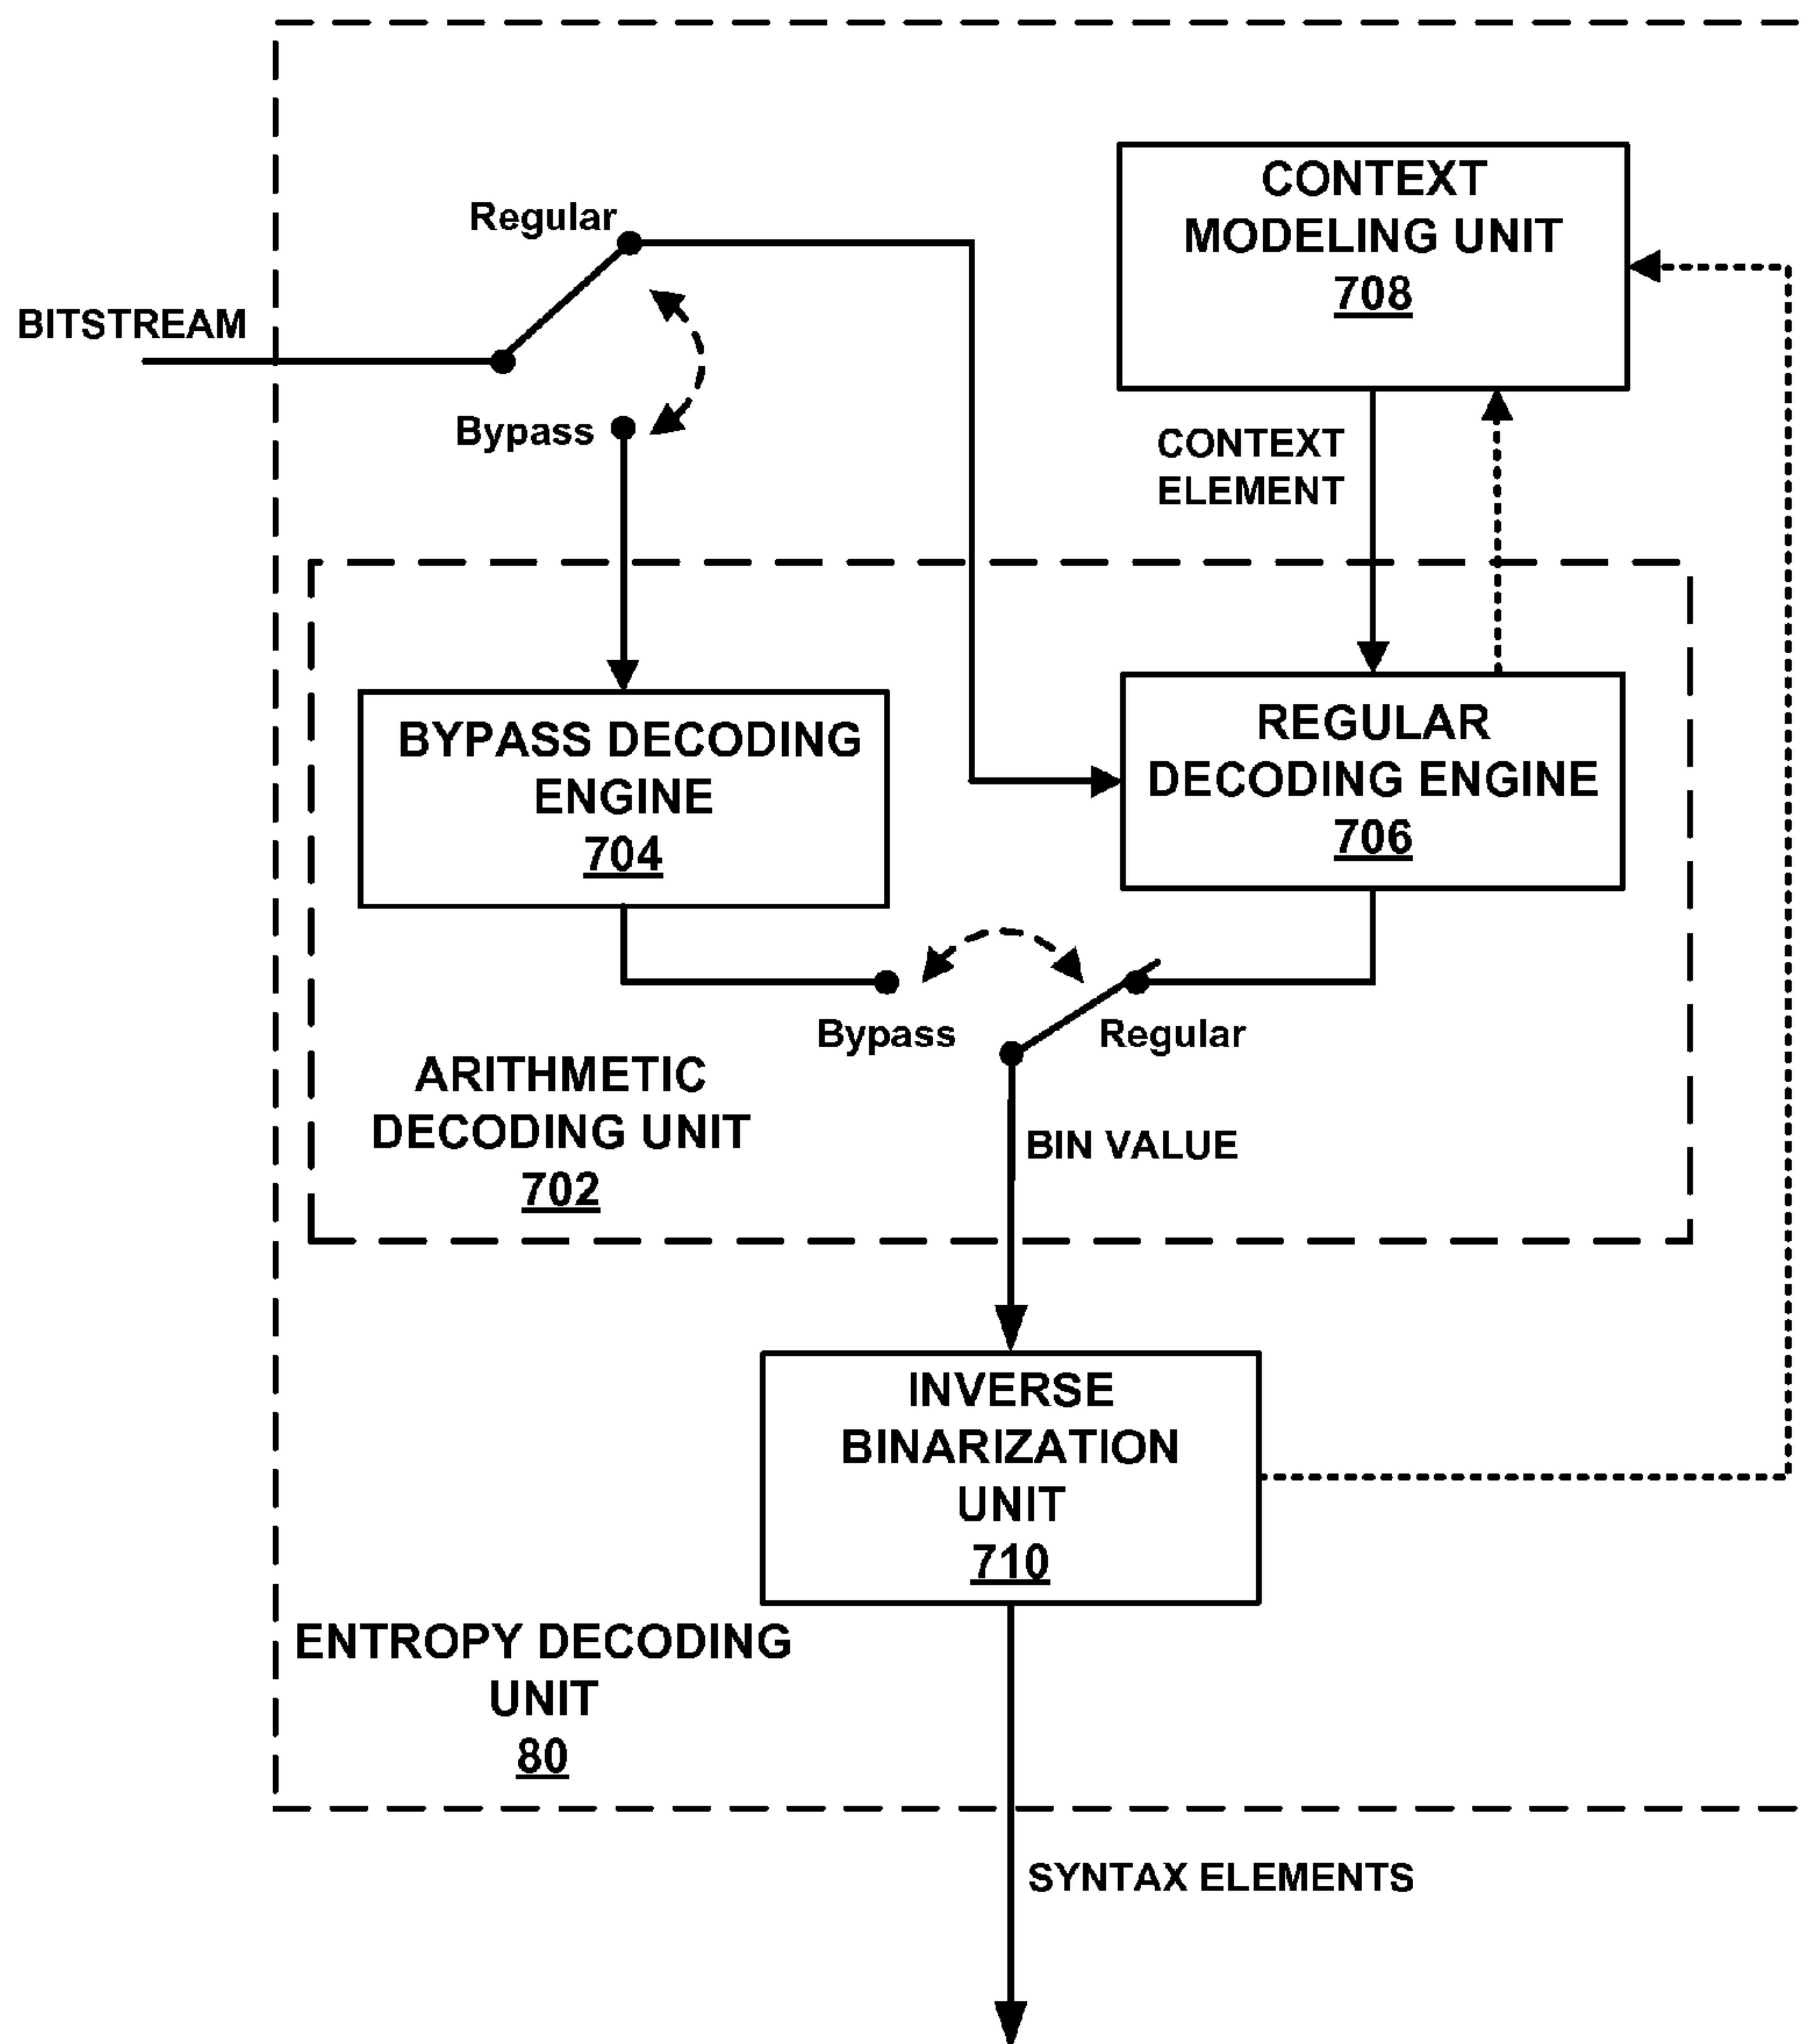 CONTEXT
MODELING UNIT
708
Regular
BITSTREAM
Bypass
CONTEXT
ELEMENT
BYPASS DECODING
ENGINE
704
REGULAR
DECODING ENGINE
706
Bypass
Regular
ARITHMETIC
DECODING UNIT
702
BIN VALUE
INVERSE
BINARIZATION
UNIT
710
ENTROPY DECODING
UNIT
80
SYNTAX ELEMENTS